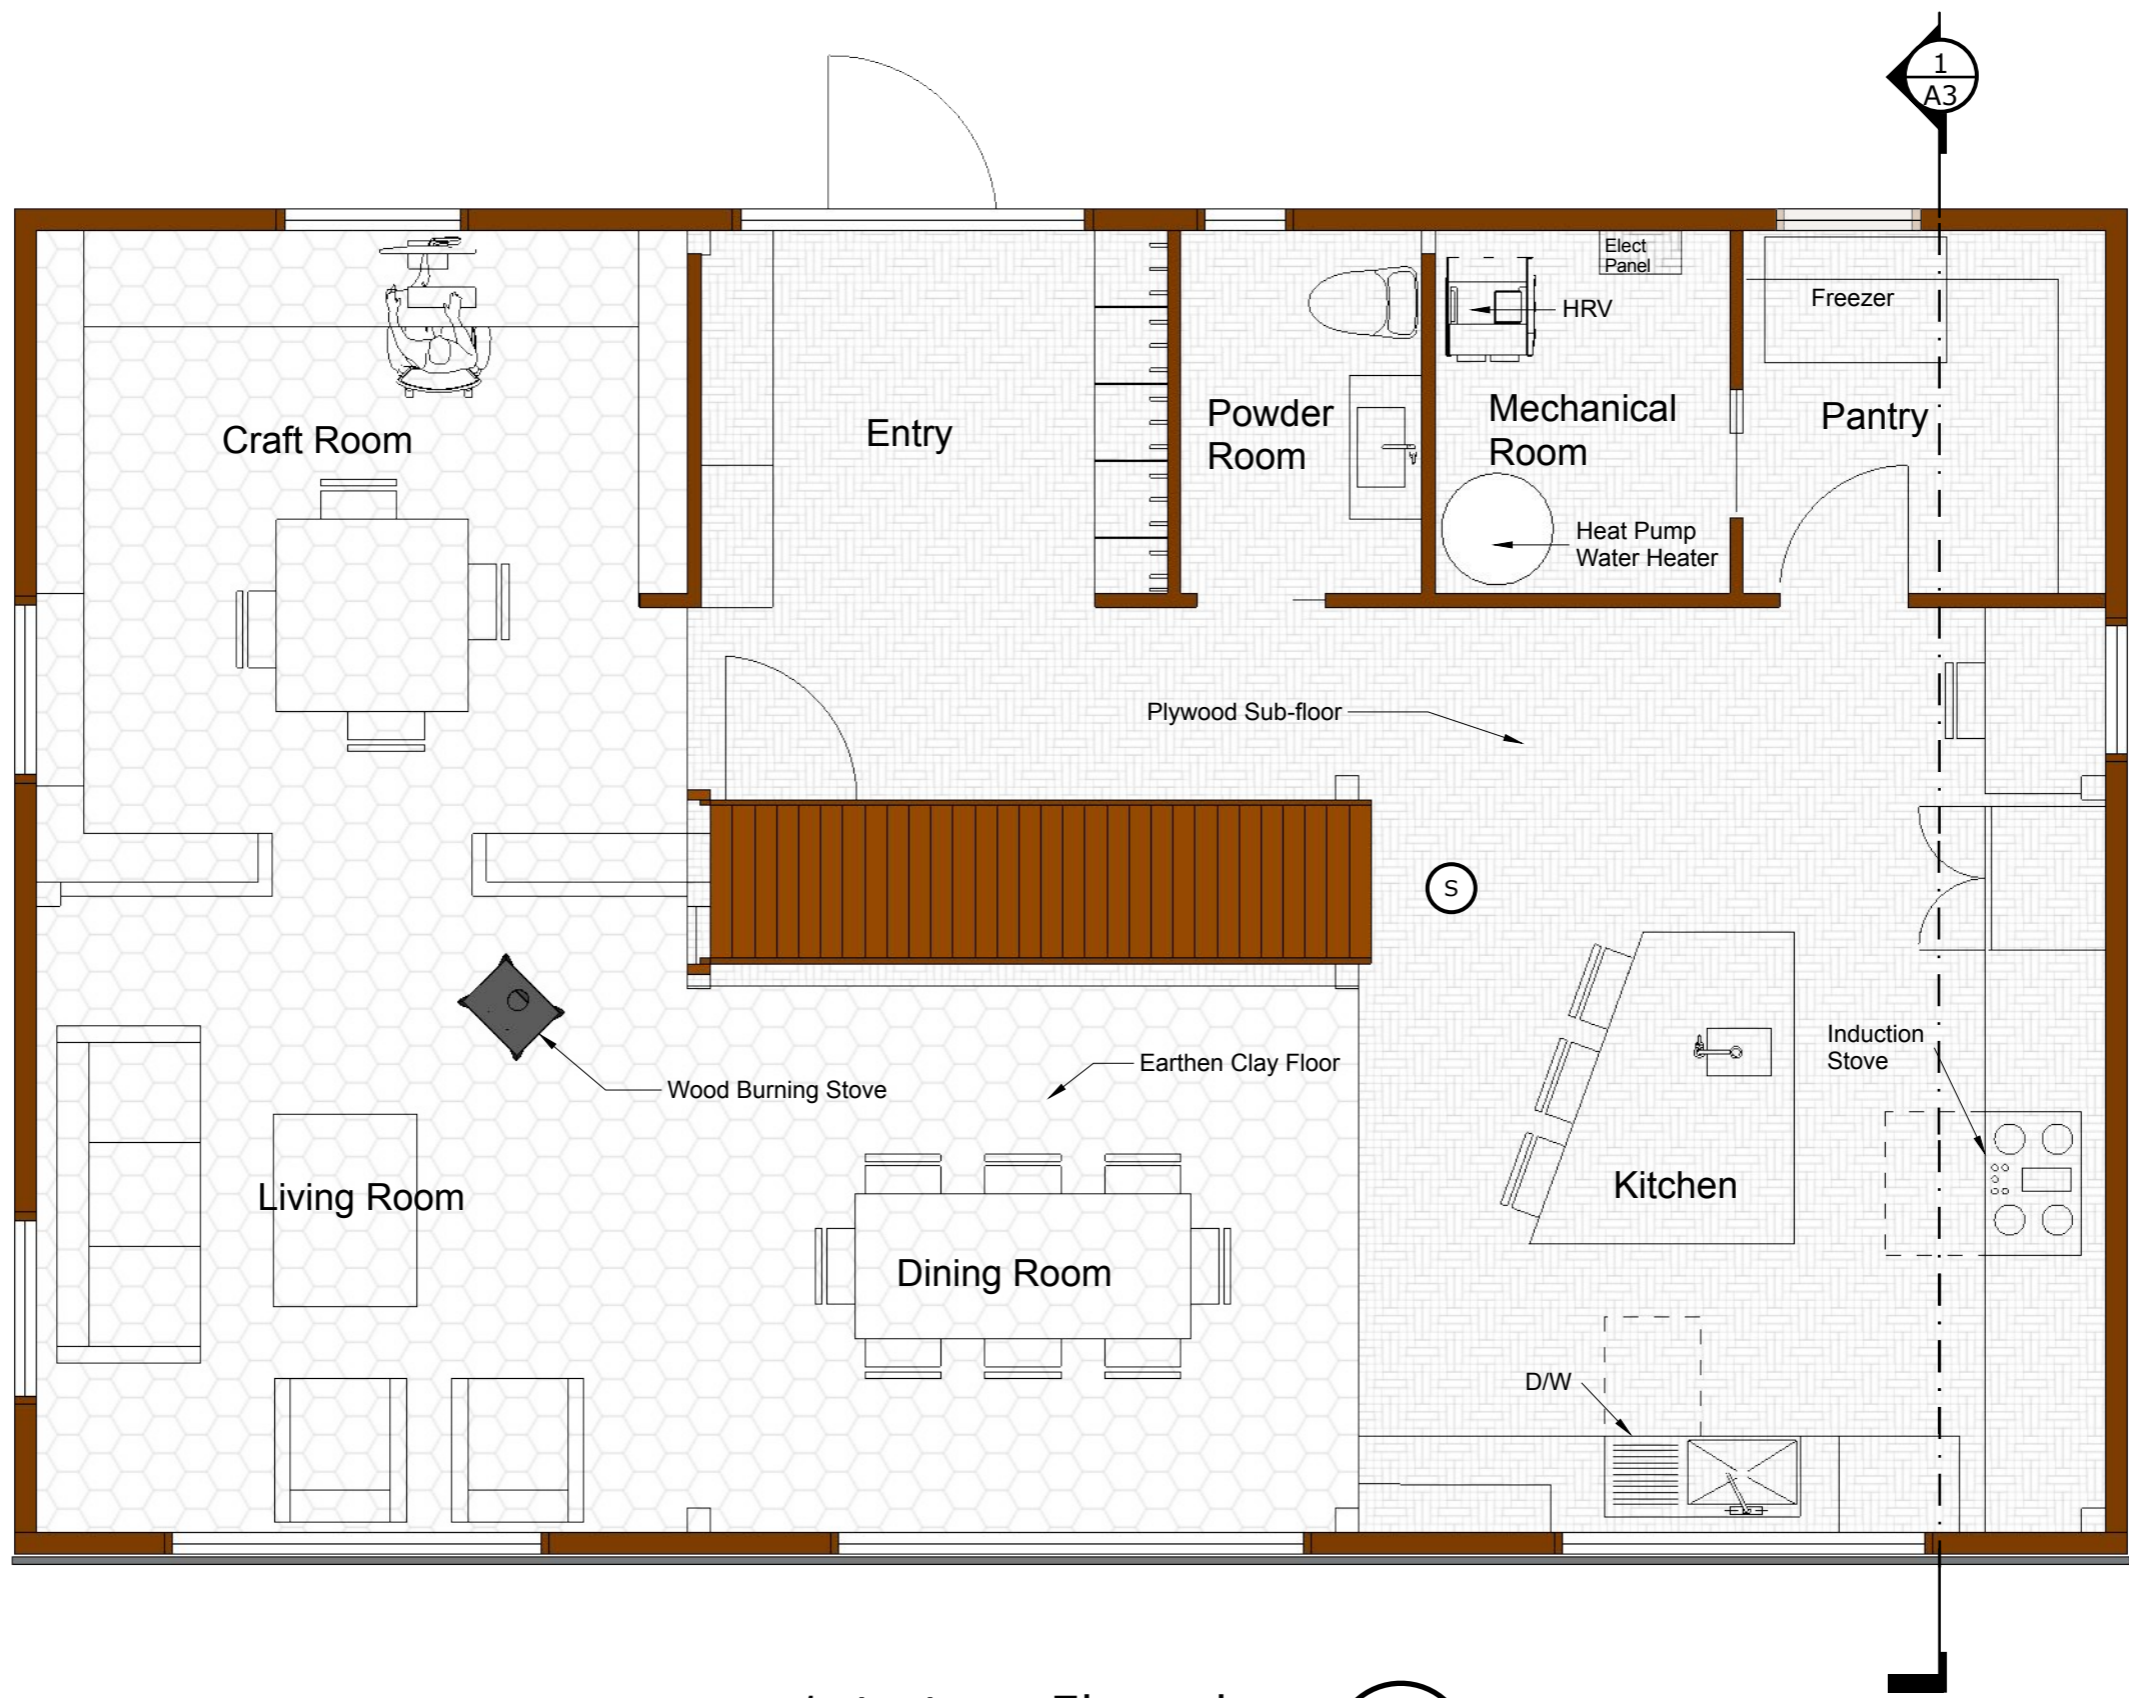 1
A3
Elect
Panel
HRV
Freezer
Craft Room
Entry
Powder
Room
Mechanical
Room
Pantry
Heat Pump
Water Heater
Plywood Sub-floor
S
Wood Burning Stove
Earthen Clay Floor
Induction
Stove
Living Room
Dining Room
Kitchen
D/W